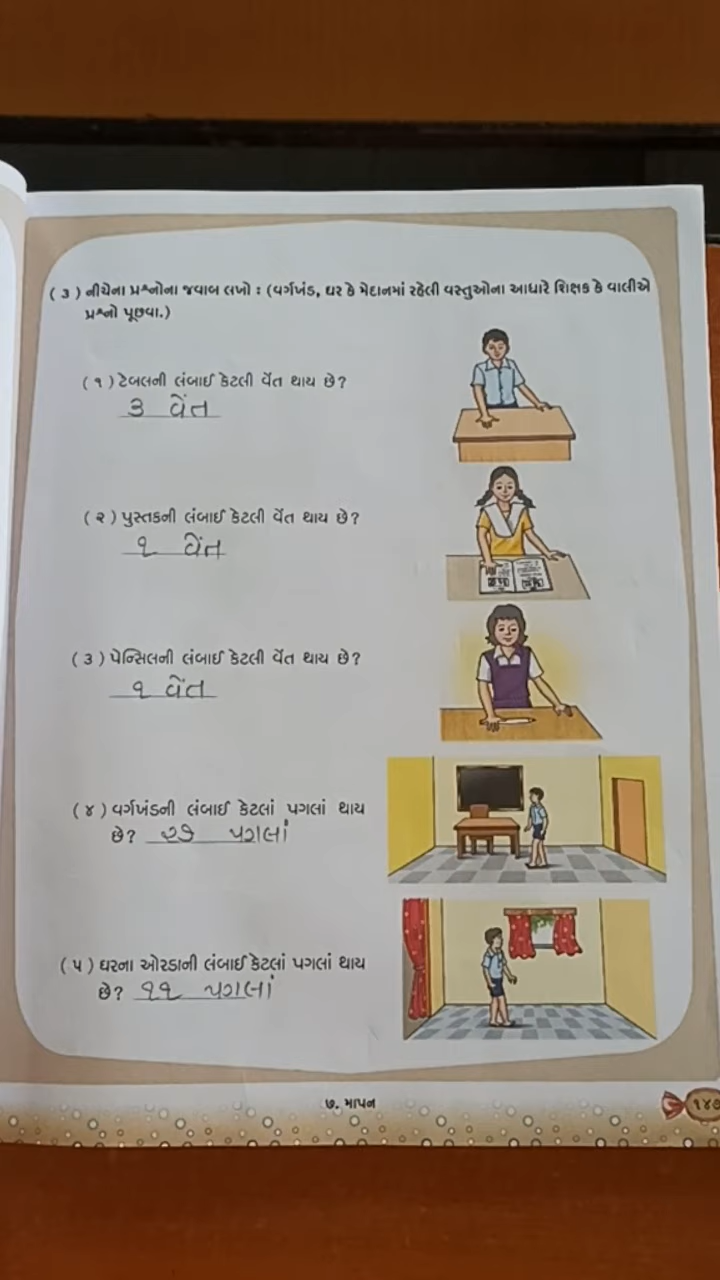 ( ૩ ) નીચેના પ્રશ્નોના જવાબ લખો : (વર્ગખંડ, ઘર કે મેદાનમાં રહેલી વસ્તુઓના આધારે શિક્ષક કે વાલીએ
પ્રશ્નો પૂછવા.)
( ૧ ) ટેબલની લંબાઈ કેટલી વેંત થાય છે?
૩ વેંત
( ૨ ) પુસ્તકની લંબાઈ કેટલી વેંત થાય છે?
૧ વેંત
( ૩ ) પેન્સિલની લંબાઈ કેટલી વેંત થાય છે?
૧ વેંત
( ૪ ) વર્ગખંડની લંબાઈ કેટલાં પગલાં થાય
છે? ૨૭ પગલાં
( ૫ ) ઘરના ઓરડાની લંબાઈ કેટલાં પગલાં થાય
છે? ૧૧ પગલાં
૭. માપન